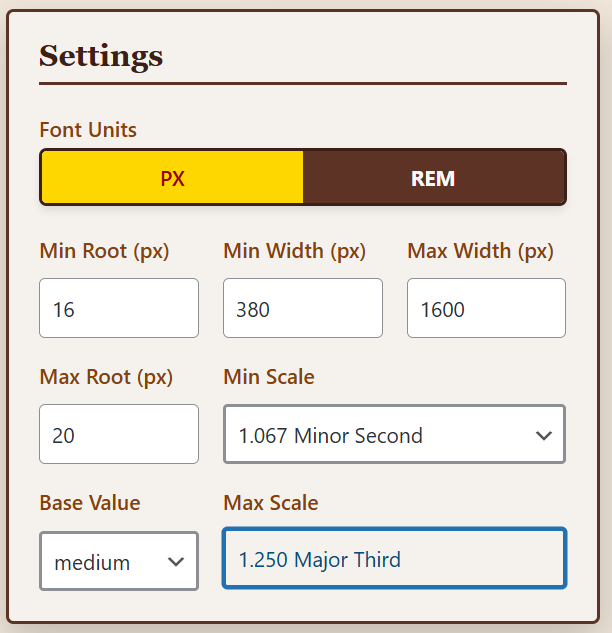 Settings
Font Units
PX REM
Min Root (px) Min Width (px) Max Width (px)
16 380 1600
Max Root (px) Min Scale
20 1.067 Minor Second
Base Value Max Scale
medium 1.250 Major Third